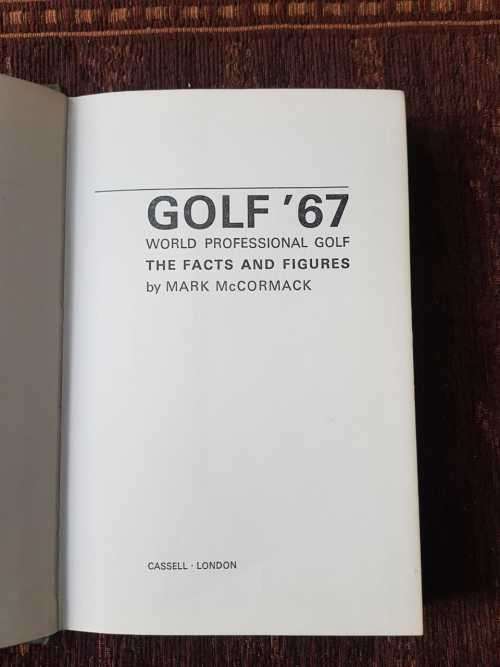 GOLF '67
WORLD PROFESSIONAL GOLF
THE FACTS AND FIGURES
by MARK McCORMACK
CASSELL · LONDON